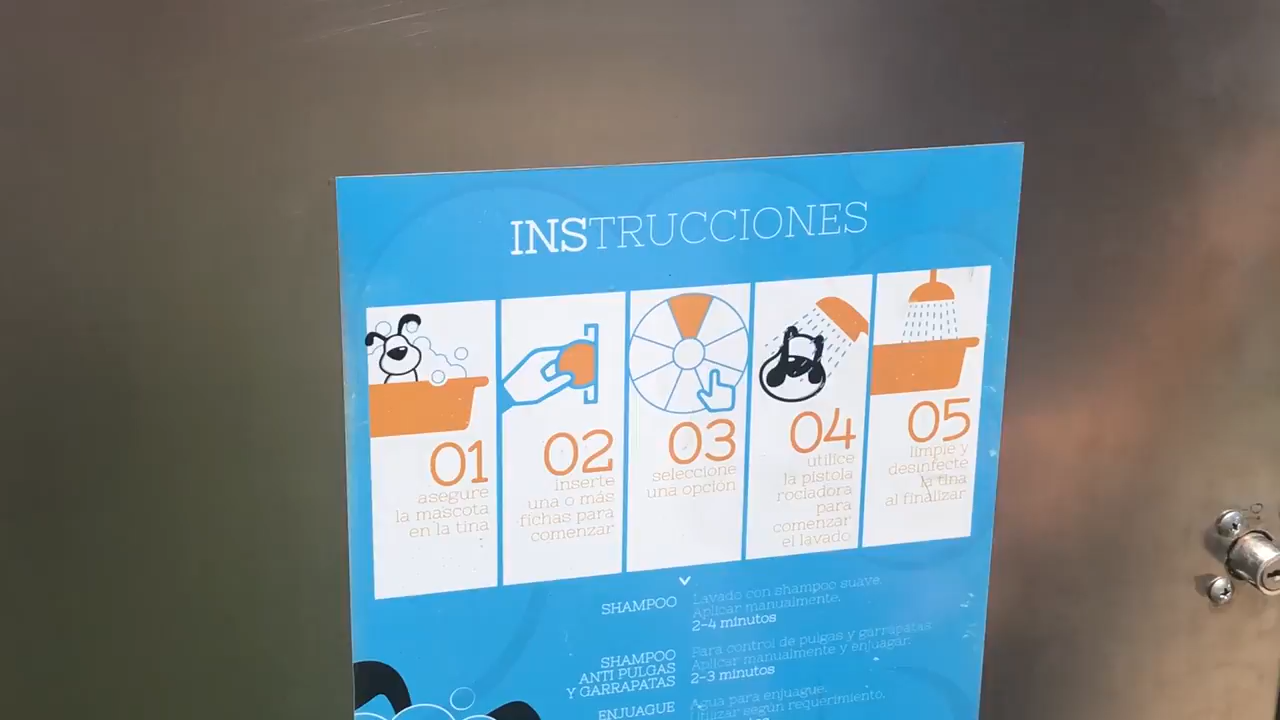 INSTRUCCIONES
01
asegure
la mascota
en la tina
02
inserte
una o más
fichas para
comenzar
03
seleccione
una opción
04
utilice
la pistola
rociadora
para
comenzar
el lavado
05
limpie y
desinfecte
la tina
al finalizar
SHAMPOO
Lavado con shampoo suave.
Aplicar manualmente.
2-4 minutos
SHAMPOO
ANTI PULGAS
Y GARRAPATAS
Para control de pulgas y garrapatas
Aplicar manualmente y enjuagar.
2-3 minutos
ENJUAGUE
Agua para enjuague.
Utilizar según requerimiento.